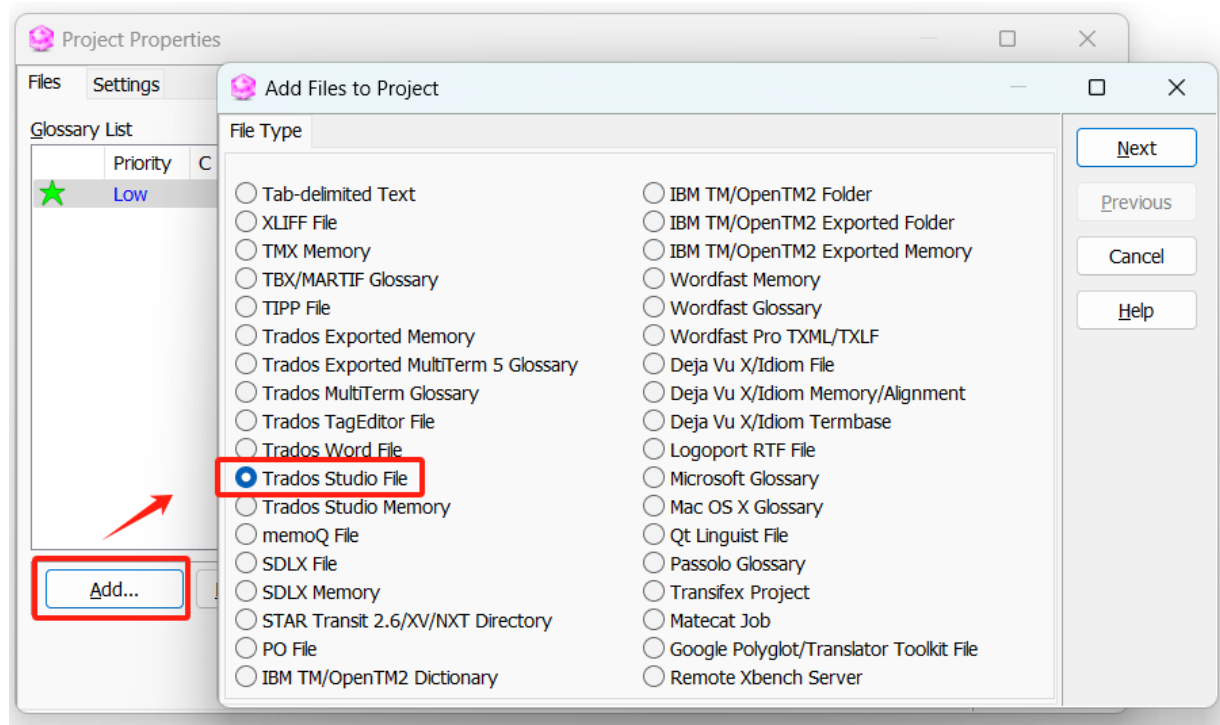 Project Properties
Files Settings
Glossary List
Priority C
Low
Add...
Add Files to Project
File Type
Tab-delimited Text
XLIFF File
TMX Memory
TBX/MARTIF Glossary
TIPP File
Trados Exported Memory
Trados Exported MultiTerm 5 Glossary
Trados MultiTerm Glossary
Trados TagEditor File
Trados Word File
Trados Studio File
Trados Studio Memory
memoQ File
SDLX File
SDLX Memory
STAR Transit 2.6/XV/NXT Directory
PO File
IBM TM/OpenTM2 Dictionary
IBM TM/OpenTM2 Folder
IBM TM/OpenTM2 Exported Folder
IBM TM/OpenTM2 Exported Memory
Wordfast Memory
Wordfast Glossary
Wordfast Pro TXML/TXLF
Deja Vu X/Idiom File
Deja Vu X/Idiom Memory/Alignment
Deja Vu X/Idiom Termbase
Logoport RTF File
Microsoft Glossary
Mac OS X Glossary
Qt Linguist File
Passolo Glossary
Transifex Project
Matecat Job
Google Polyglot/Translator Toolkit File
Remote Xbench Server
Next
Previous
Cancel
Help